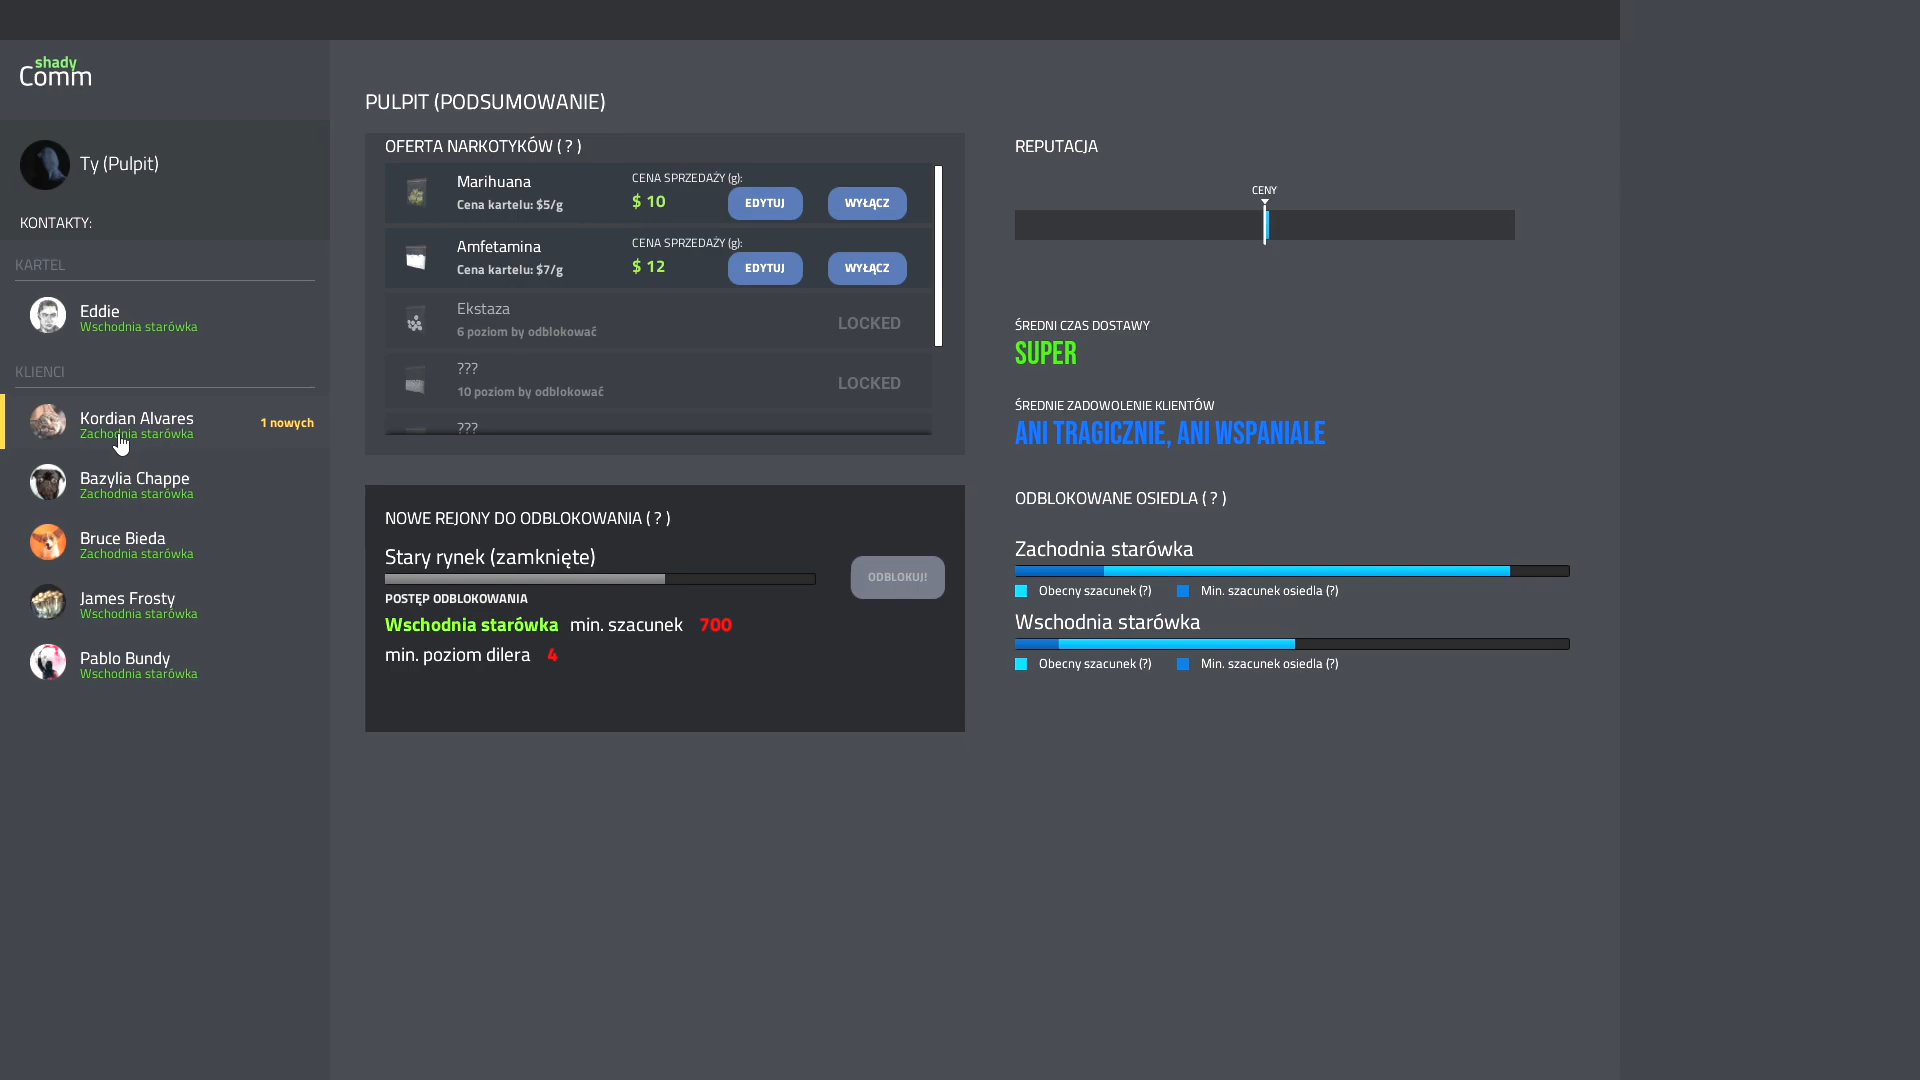 shady
Comm
Ty (Pulpit)
KONTAKTY:
KARTEL
Eddie
Wschodnia starówka
KLIENCI
Kordian Alvares
Zachodnia starówka
1 nowych
Bazylia Chappe
Zachodnia starówka
Bruce Bieda
Zachodnia starówka
James Frosty
Wschodnia starówka
Pablo Bundy
Wschodnia starówka
PULPIT (PODSUMOWANIE)
OFERTA NARKOTYKÓW ( ? )
Marihuana
Cena kartelu: $5/g
CENA SPRZEDAŻY (g):
$ 10
EDYTUJ
WYŁĄCZ
Amfetamina
Cena kartelu: $7/g
CENA SPRZEDAŻY (g):
$ 12
EDYTUJ
WYŁĄCZ
Ekstaza
6 poziom by odblokować
LOCKED
???
10 poziom by odblokować
LOCKED
???
NOWE REJONY DO ODBLOKOWANIA ( ? )
Stary rynek (zamknięte)
ODBLOKUJ!
POSTĘP ODBLOKOWANIA
Wschodnia starówka min. szacunek 700
min. poziom dilera 4
REPUTACJA
CENY
ŚREDNI CZAS DOSTAWY
SUPER
ŚREDNIE ZADOWOLENIE KLIENTÓW
ANI TRAGICZNIE, ANI WSPANIALE
ODBLOKOWANE OSIEDLA ( ? )
Zachodnia starówka
Obecny szacunek (?) Min. szacunek osiedla (?)
Wschodnia starówka
Obecny szacunek (?) Min. szacunek osiedla (?)